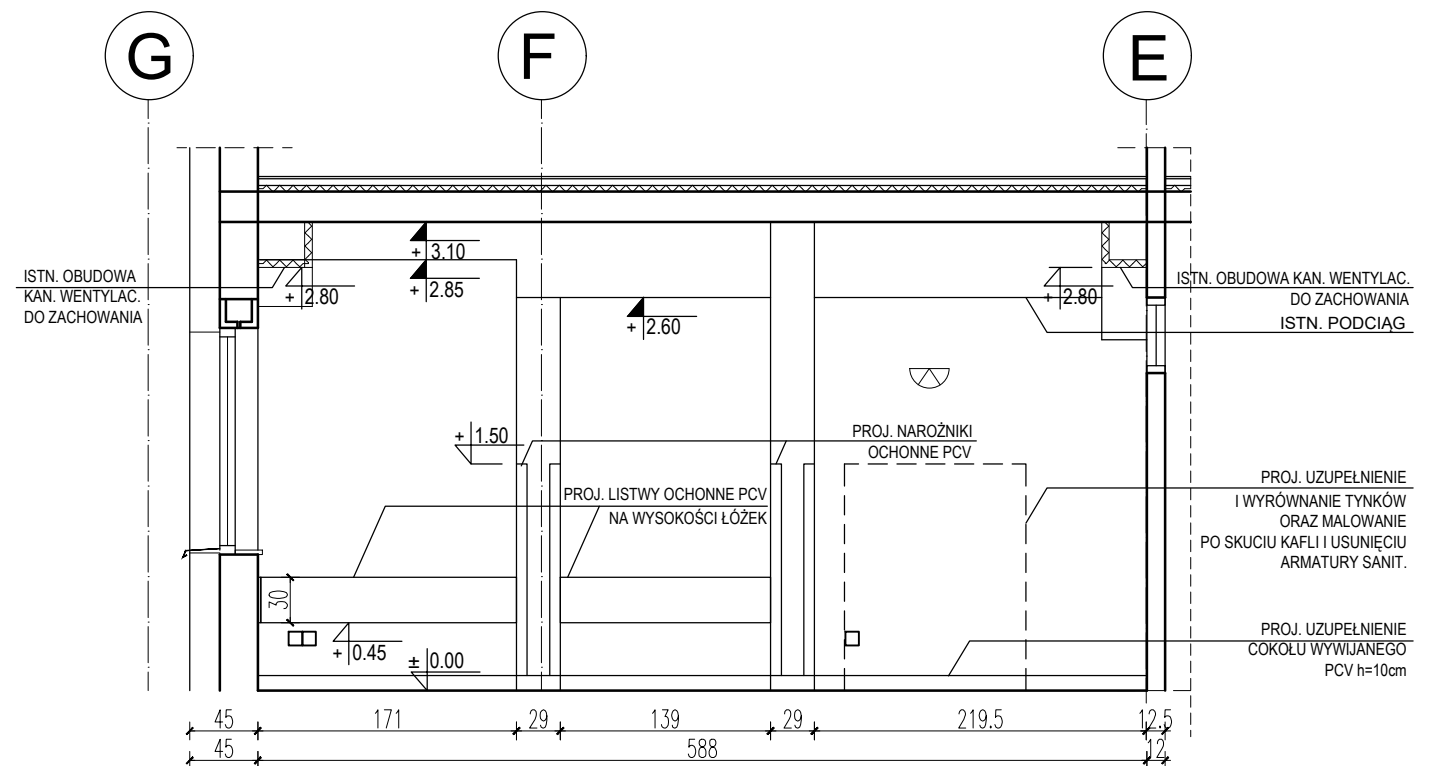 G
F
E
+ 3.10
ISTN. OBUDOWA
KAN. WENTYLAC.
DO ZACHOWANIA
+ 2.80
+ 2.85
+ 2.80
ISTN. OBUDOWA KAN. WENTYLAC.
DO ZACHOWANIA
ISTN. PODCIĄG
+ 2.60
+ 1.50
PROJ. NAROŻNIKI
OCHONNE PCV
PROJ. LISTWY OCHONNE PCV
NA WYSOKOŚCI ŁÓŻEK
PROJ. UZUPEŁNIENIE
I WYRÓWNANIE TYNKÓW
ORAZ MALOWANIE
PO SKUCIU KAFLI I USUNIĘCIU
ARMATURY SANIT.
30
+ 0.45
± 0.00
PROJ. UZUPEŁNIENIE
COKOŁU WYWIJANEGO
PCV h=10cm
45 171 29 139 29 219.5 12.5
45 588 12